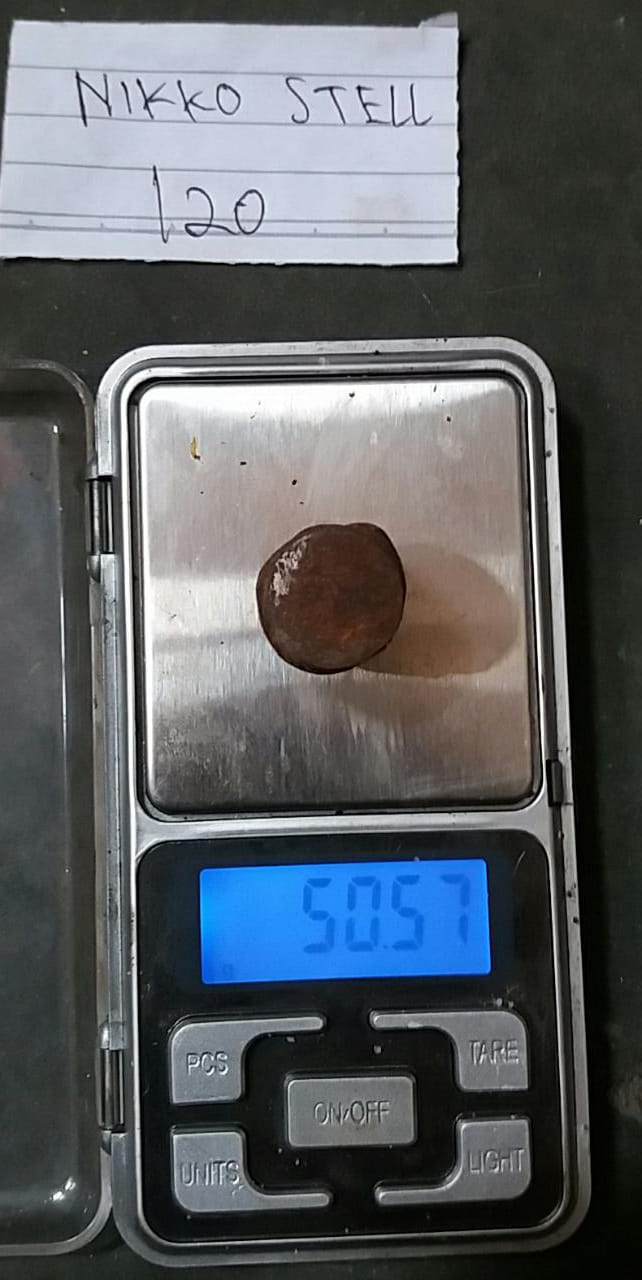 NIKKO STELL
120
50.57
g
PCS
TARE
ON/OFF
UNITS
LIGHT